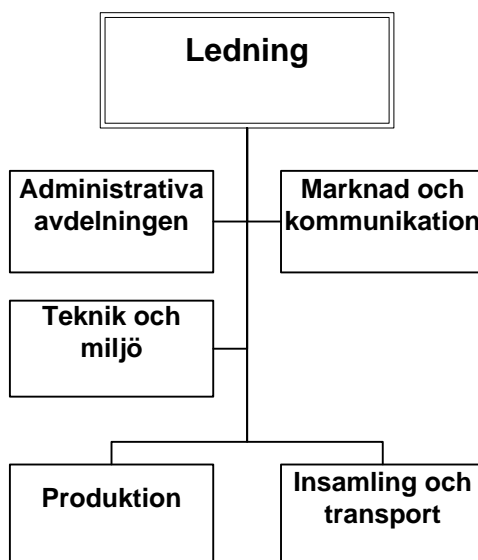 Ledning
Administrativa
avdelningen
Marknad och
kommunikation
Teknik och
miljö
Produktion
Insamling och
transport